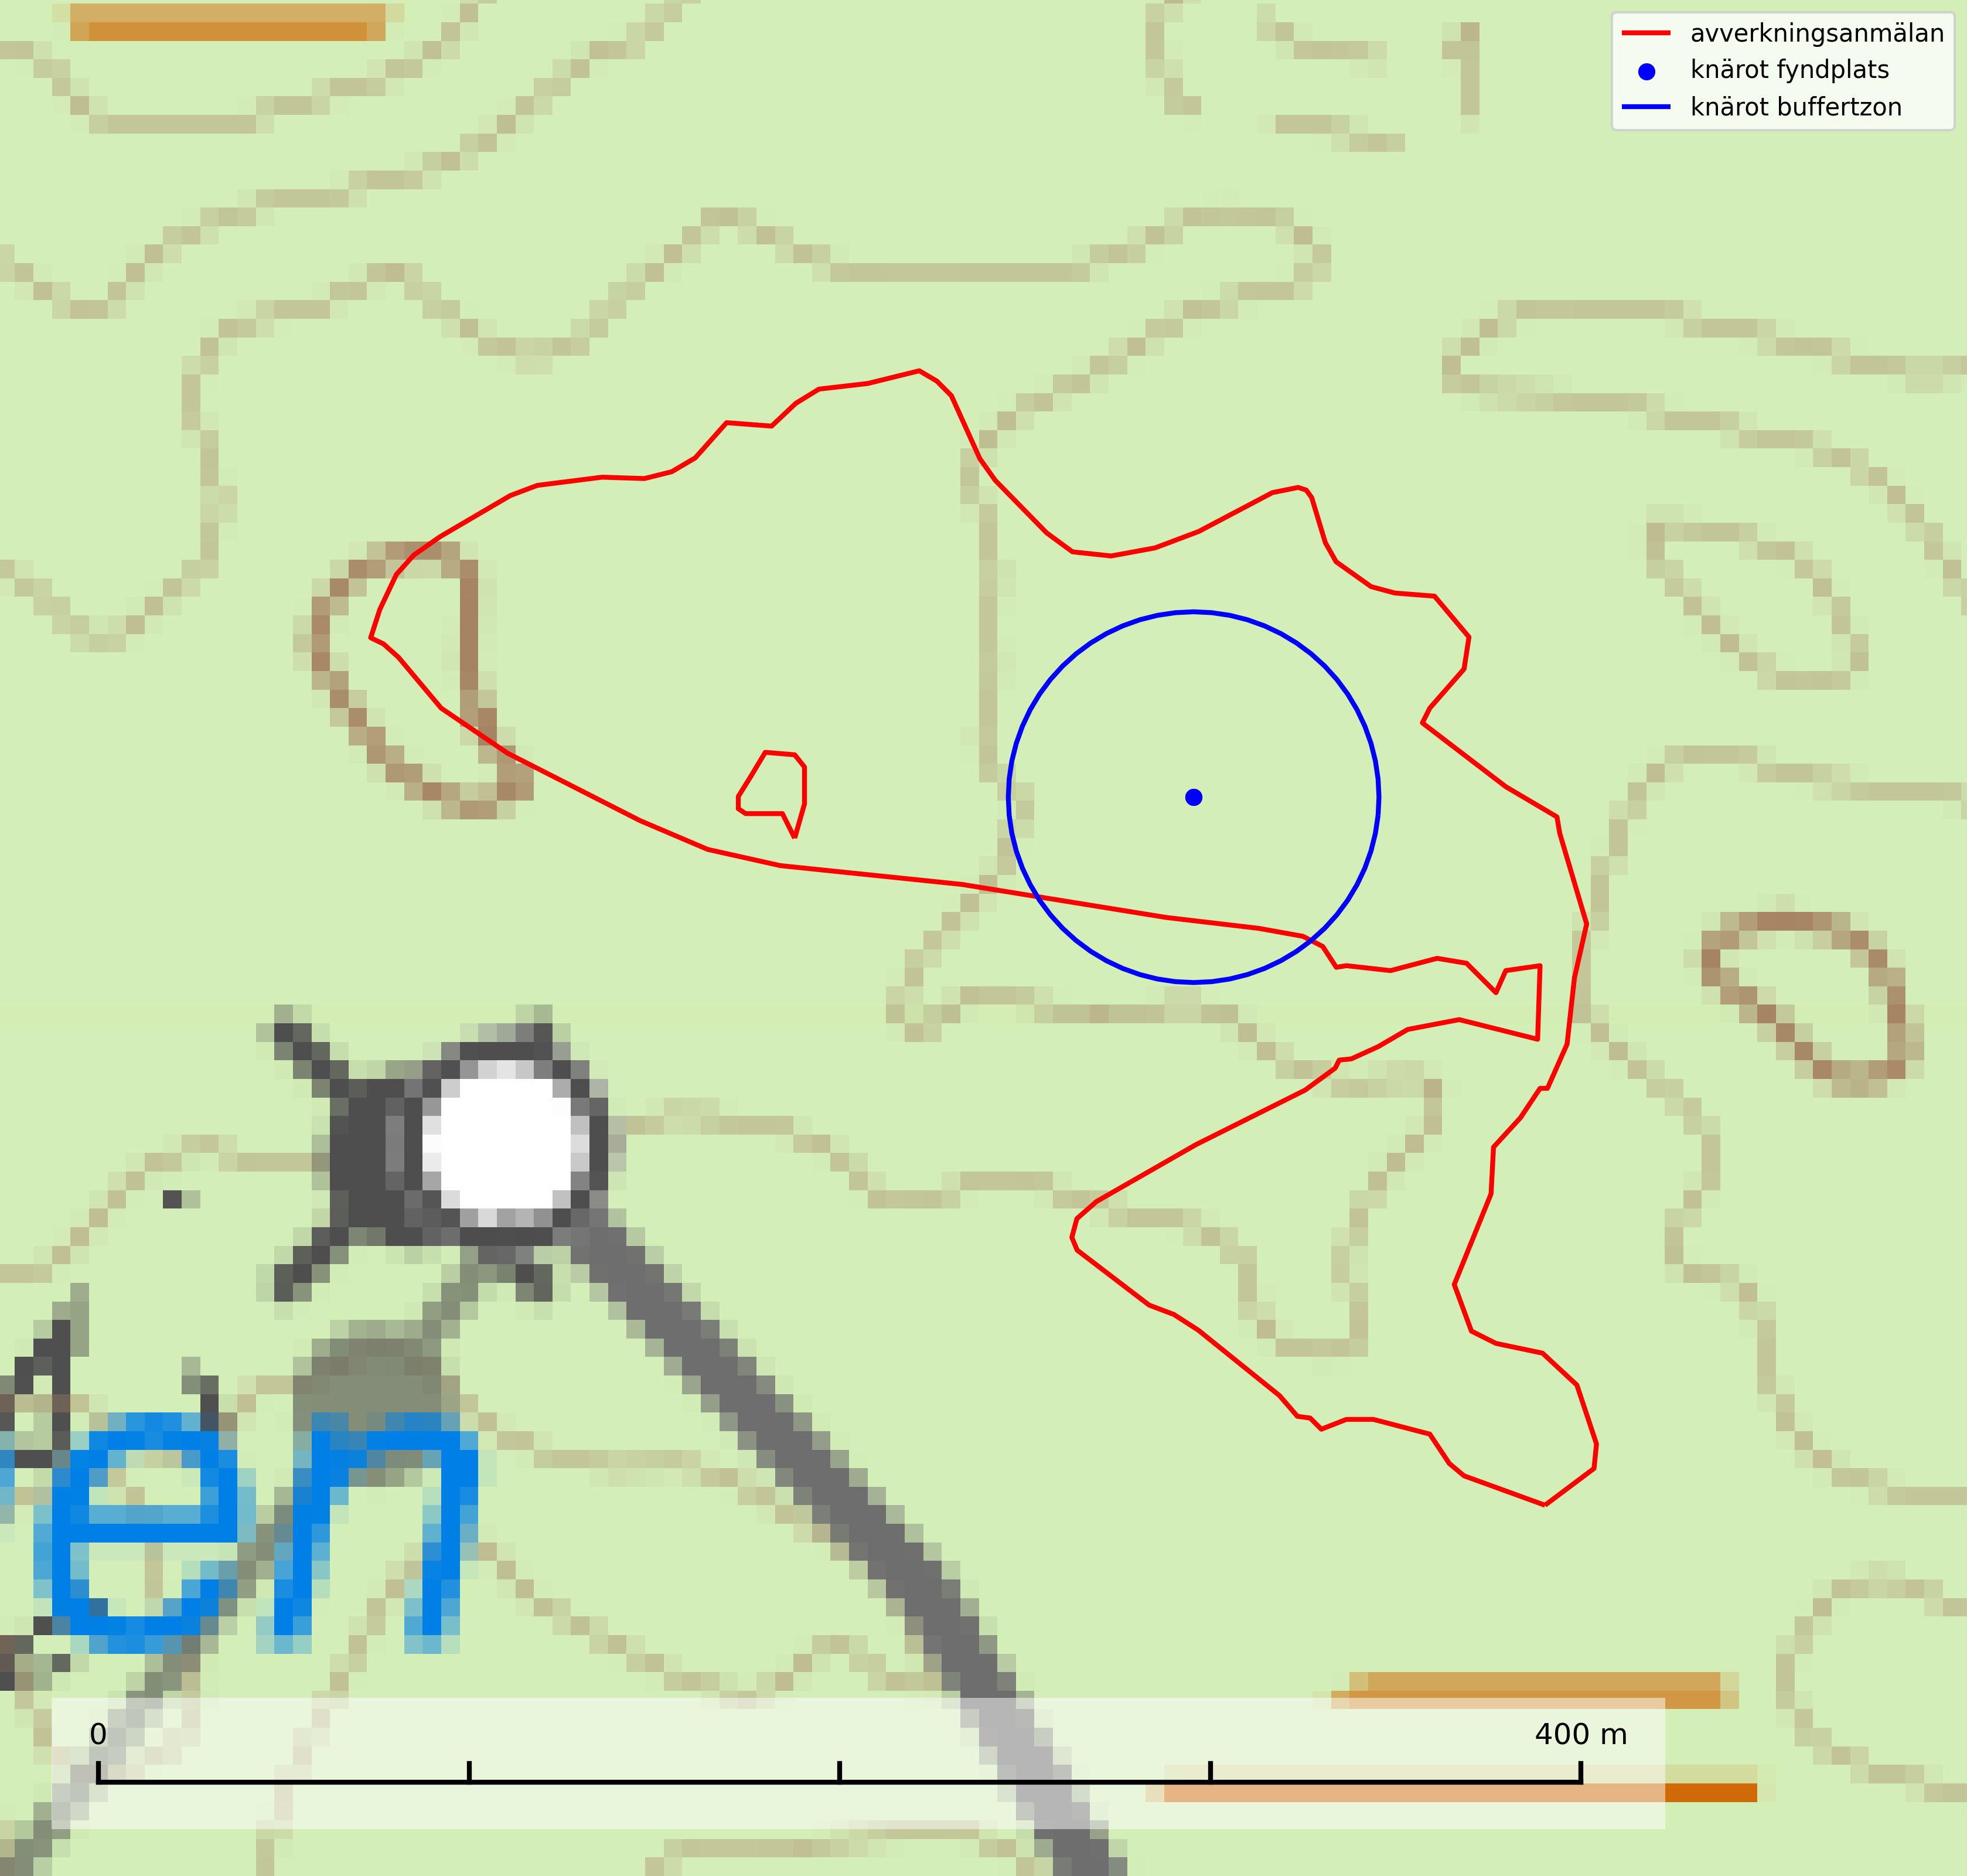 avverkningsanmälan
knärot fyndplats
knärot buffertzon
en
0 400 m